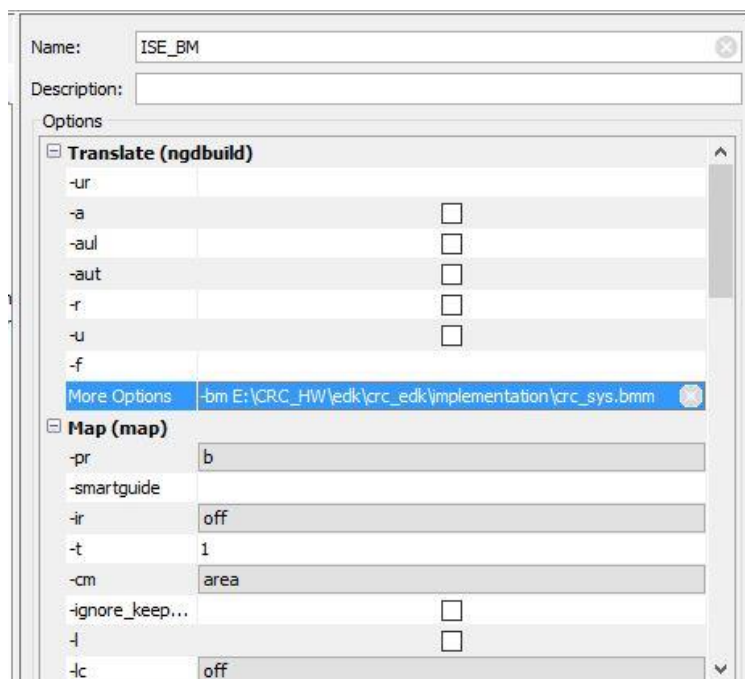 Name: ISE_BM
Description:
Options
Translate (ngdbuild)
-ur
-a
-aul
-aut
-r
-u
-f
More Options -bm E:\CRC_HW\edk\crc_edk\implementation\crc_sys.bmm
Map (map)
-pr b
-smartguide
-ir off
-t 1
-cm area
-ignore_keep...
-l
-lc off